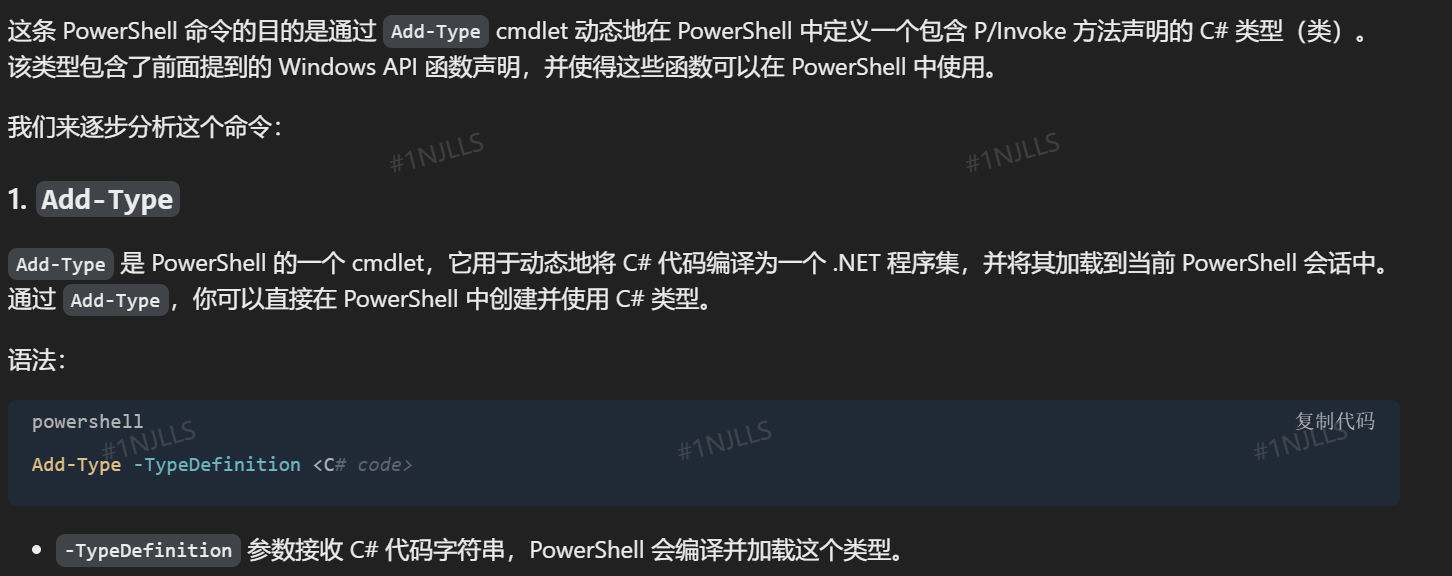 这条 PowerShell 命令的目的是通过 Add-Type cmdlet 动态地在 PowerShell 中定义一个包含 P/Invoke 方法声明的 C# 类型（类）。
该类型包含了前面提到的 Windows API 函数声明，并使得这些函数可以在 PowerShell 中使用。
我们来逐步分析这个命令：
#1NJLLS #1NJLLS
1. Add-Type
Add-Type 是 PowerShell 的一个 cmdlet，它用于动态地将 C# 代码编译为一个 .NET 程序集，并将其加载到当前 PowerShell 会话中。
通过 Add-Type，你可以直接在 PowerShell 中创建并使用 C# 类型。
语法：
powershell 复制代码
#1NJLLS #1NJLLS #1NJLLS
Add-Type -TypeDefinition <C# code>
• -TypeDefinition 参数接收 C# 代码字符串，PowerShell 会编译并加载这个类型。